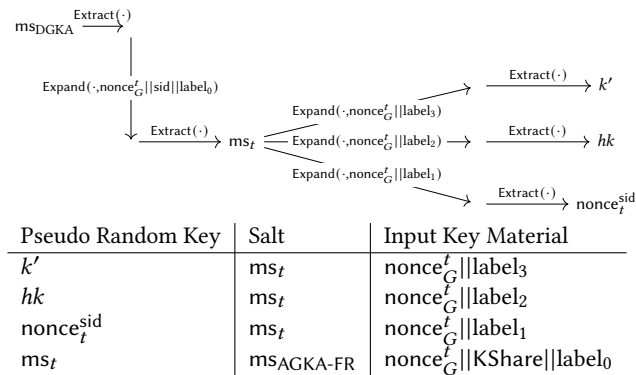 ms_DGKA Extract(·)
Expand(·,nonce_G^t||sid||label_0)
Extract(·) ms_t
Expand(·,nonce_G^t||label_3) Extract(·) k′
Expand(·,nonce_G^t||label_2) Extract(·) hk
Expand(·,nonce_G^t||label_1) Extract(·) nonce_t^sid
Pseudo Random Key Salt Input Key Material
k′ ms_t nonce_G^t||label_3
hk ms_t nonce_G^t||label_2
nonce_t^sid ms_t nonce_G^t||label_1
ms_t ms_AGKA-FR nonce_G^t||KShare||label_0